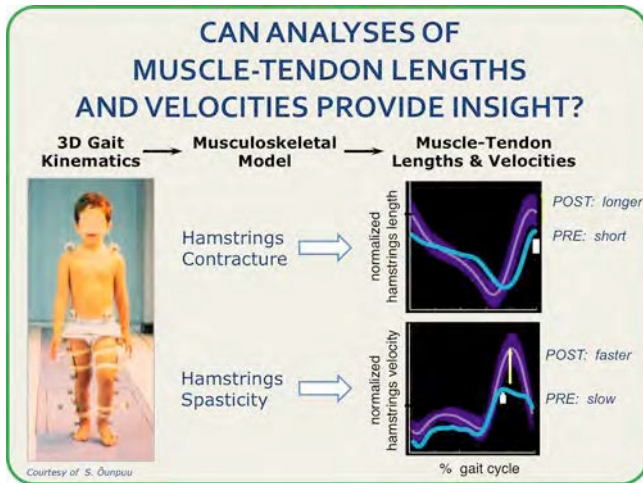 CAN ANALYSES OF
MUSCLE-TENDON LENGTHS
AND VELOCITIES PROVIDE INSIGHT?
3D Gait
Kinematics
Musculoskeletal
Model
Muscle-Tendon
Lengths & Velocities
Hamstrings
Contracture
normalized
hamstrings length
POST: longer
PRE: short
Hamstrings
Spasticity
normalized
hamstrings velocity
POST: faster
PRE: slow
% gait cycle
Courtesy of S. Õunpuu